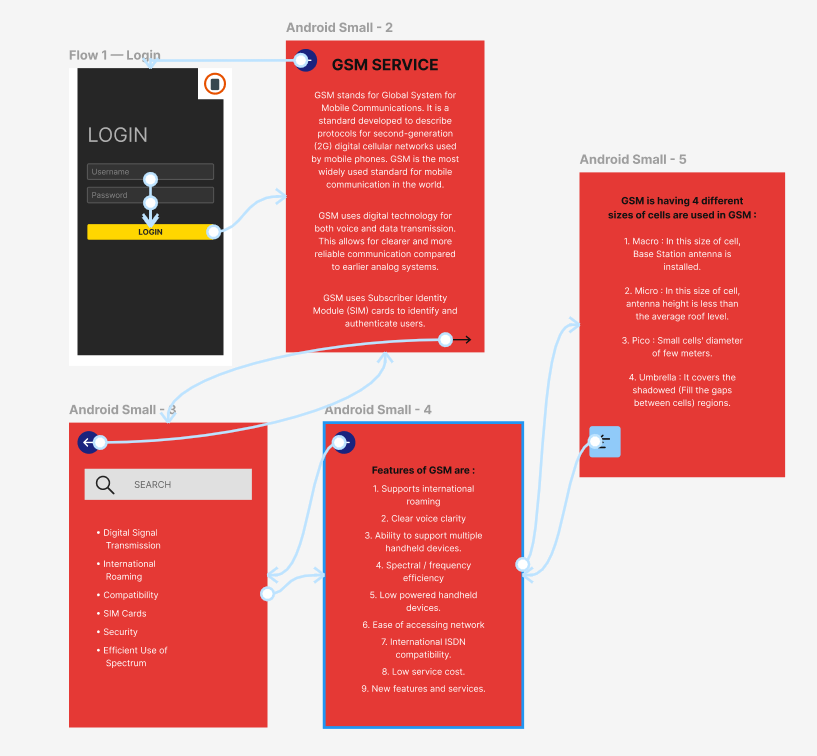 Flow 1 — Login
LOGIN
Username
Password
LOGIN
Android Small - 2
GSM SERVICE
GSM stands for Global System for
Mobile Communications. It is a
standard developed to describe
protocols for second-generation
(2G) digital cellular networks used
by mobile phones. GSM is the most
widely used standard for mobile
communication in the world.
GSM uses digital technology for
both voice and data transmission.
This allows for clearer and more
reliable communication compared
to earlier analog systems.
GSM uses Subscriber Identity
Module (SIM) cards to identify and
authenticate users.
Android Small - 3
SEARCH
• Digital Signal
Transmission
• International
Roaming
• Compatibility
• SIM Cards
• Security
• Efficient Use of
Spectrum
Android Small - 4
Features of GSM are :
1. Supports international
roaming
2. Clear voice clarity
3. Ability to support multiple
handheld devices.
4. Spectral / frequency
efficiency
5. Low powered handheld
devices.
6. Ease of accessing network
7. International ISDN
compatibility.
8. Low service cost.
9. New features and services.
Android Small - 5
GSM is having 4 different
sizes of cells are used in GSM :
1. Macro : In this size of cell,
Base Station antenna is
installed.
2. Micro : In this size of cell,
antenna height is less than
the average roof level.
3. Pico : Small cells' diameter
of few meters.
4. Umbrella : It covers the
shadowed (Fill the gaps
between cells) regions.